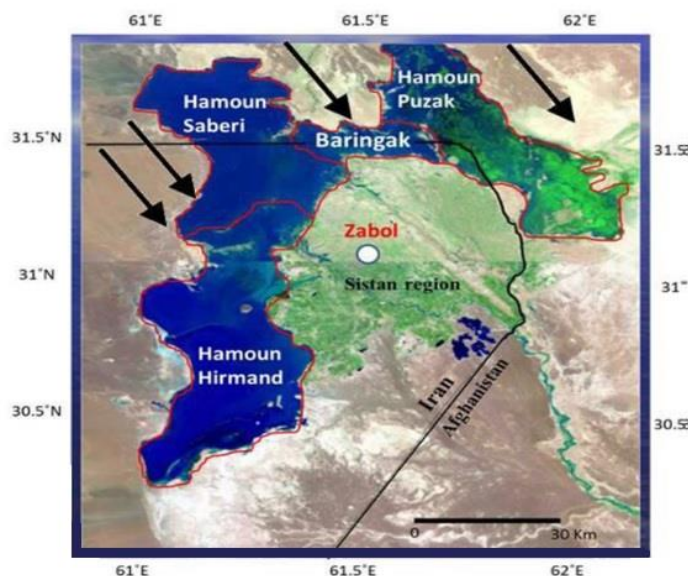 61˚E
61.5˚E
62˚E
Hamoun
Saberi
Hamoun
Puzak
Baringak
31.5˚N
31.5˚
Zabol
31˚N
31˚
Sistan region
Hamoun
Hirmand
Iran
Afghanistan
30.5˚N
30.5˚
0
30 Km
61˚E
61.5˚E
62˚E